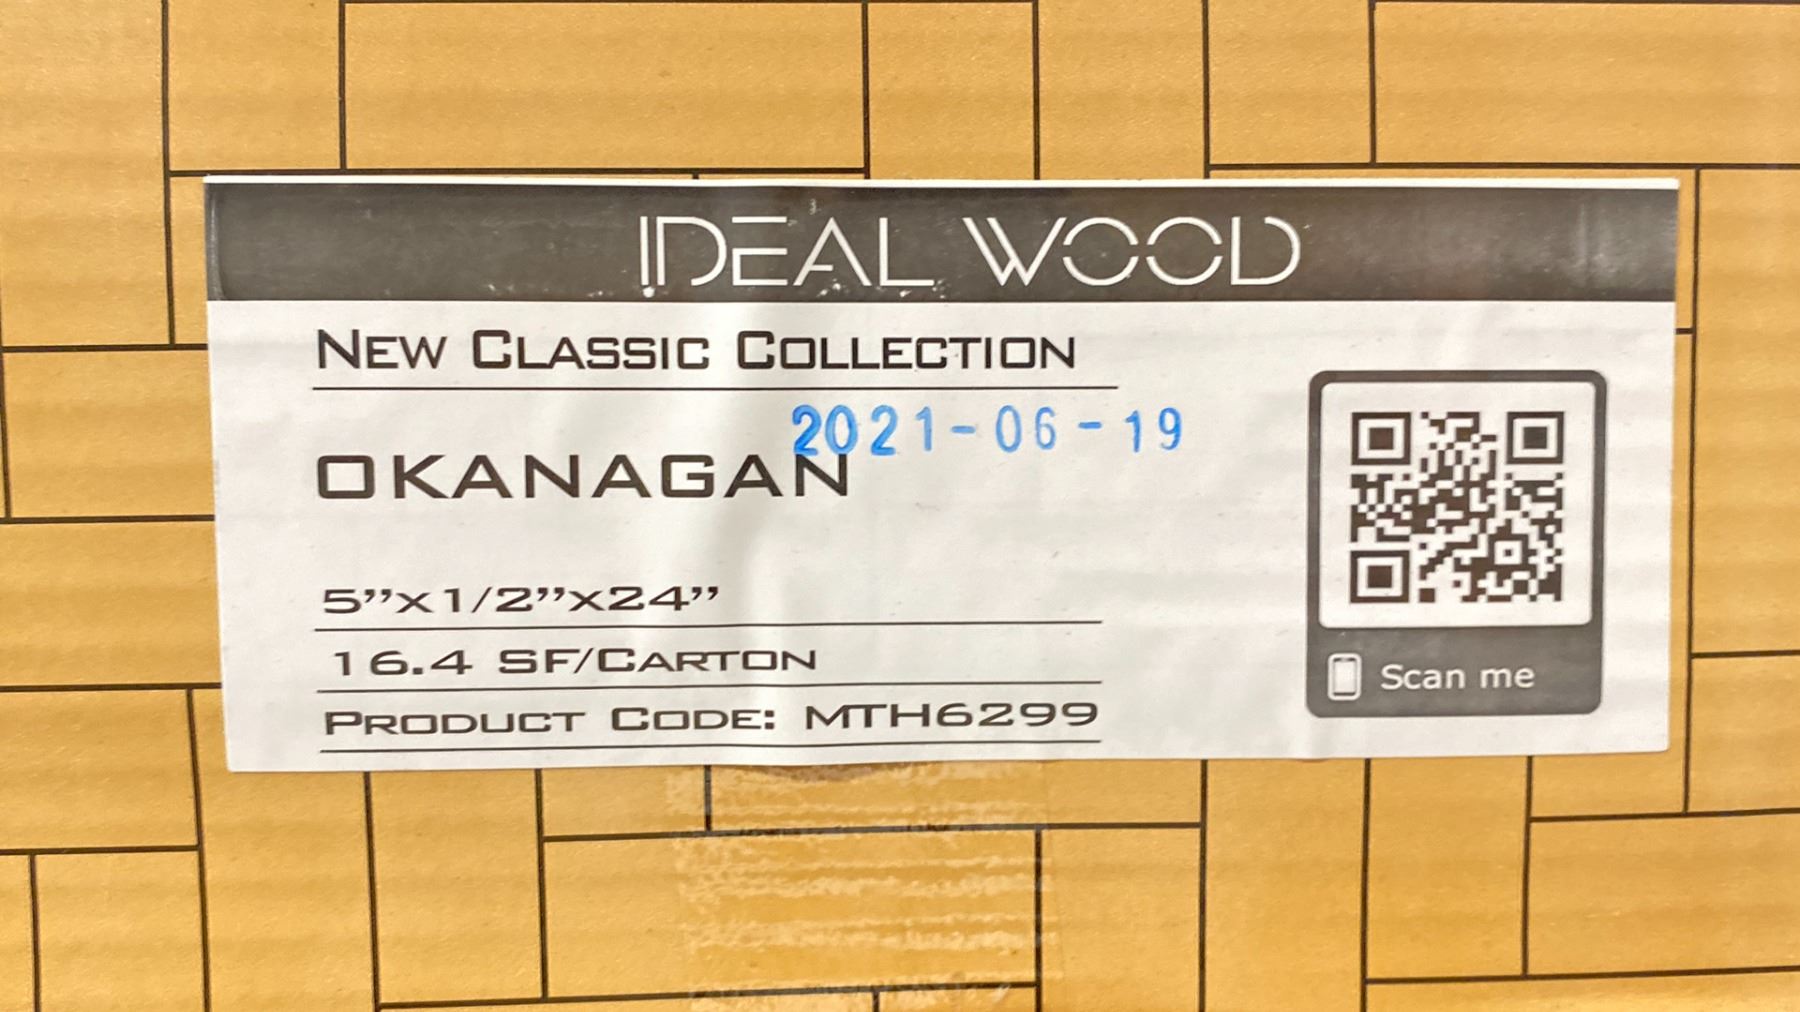 IDEAL WOOD
NEW CLASSIC COLLECTION
2021-06-19
OKANAGAN
5”x1/2”x24”
16.4 SF/CARTON
PRODUCT CODE: MTH6299
Scan me